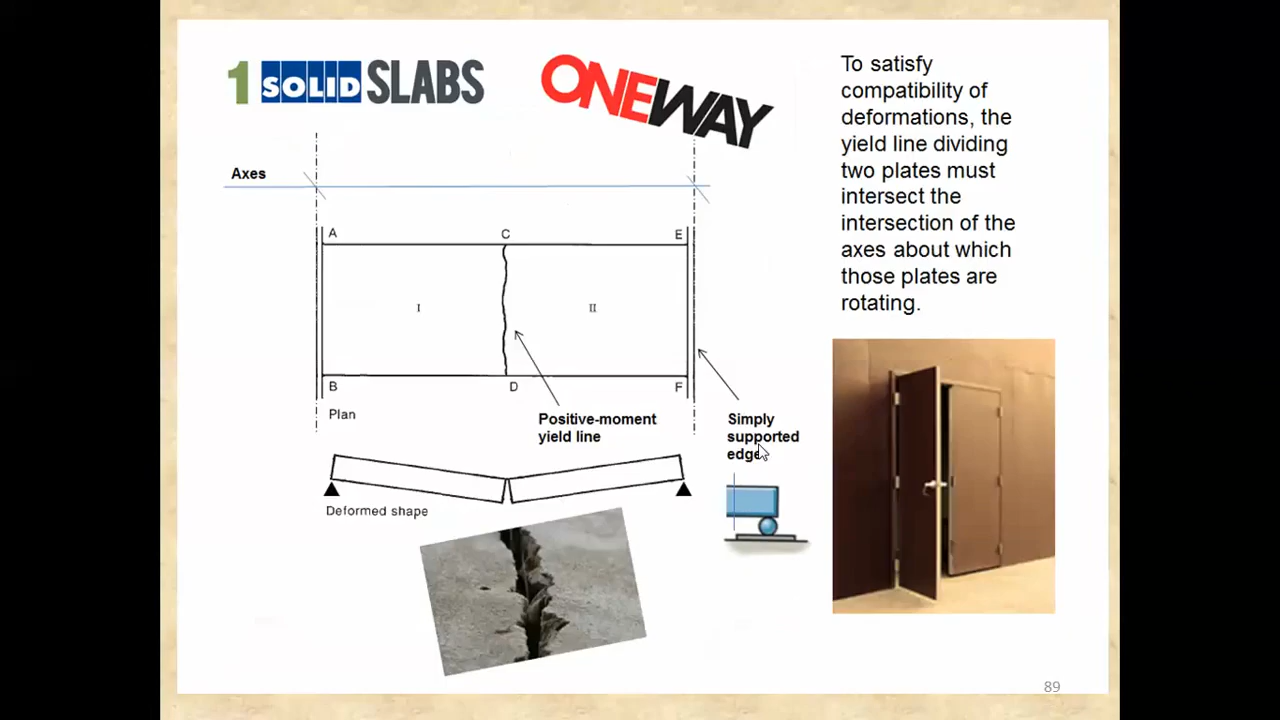 1 SOLID SLABS
ONEWAY
To satisfy
compatibility of
deformations, the
yield line dividing
two plates must
intersect the
intersection of the
axes about which
those plates are
rotating.
Axes
A C E
I II
B D F
Plan
Positive-moment
yield line
Simply
supported
edge
Deformed shape
89